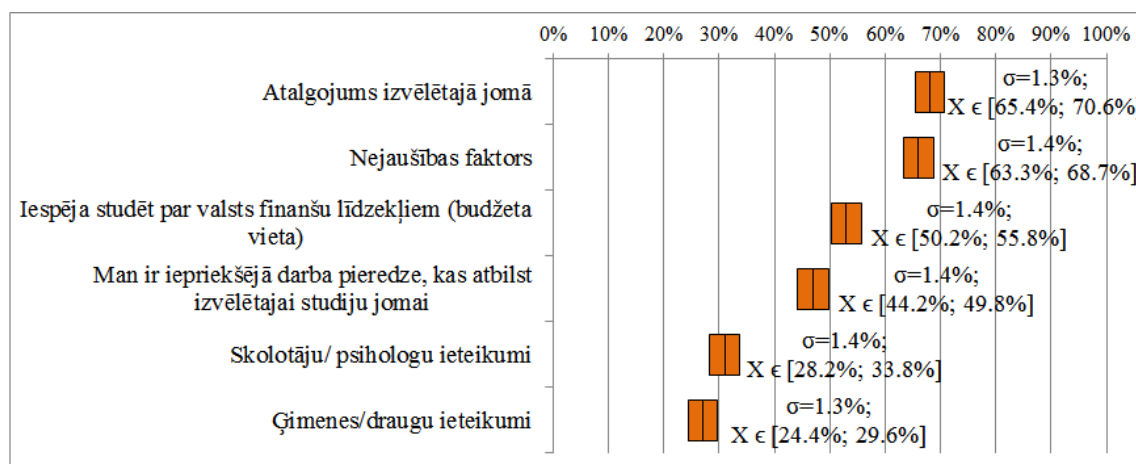 0% 10% 20% 30% 40% 50% 60% 70% 80% 90% 100%
Atalgojums izvēlētajā jomā
σ=1.3%;
X ϵ [65.4%; 70.6%]
Nejaušības faktors
σ=1.4%;
X ϵ [63.3%; 68.7%]
Iespēja studēt par valsts finanšu līdzekļiem (budžeta
vieta)
σ=1.4%;
X ϵ [50.2%; 55.8%]
Man ir iepriekšējā darba pieredze, kas atbilst
izvēlētajai studiju jomai
σ=1.4%;
X ϵ [44.2%; 49.8%]
Skolotāju/ psihologu ieteikumi
σ=1.4%;
X ϵ [28.2%; 33.8%]
Ģimenes/draugu ieteikumi
σ=1.3%;
X ϵ [24.4%; 29.6%]